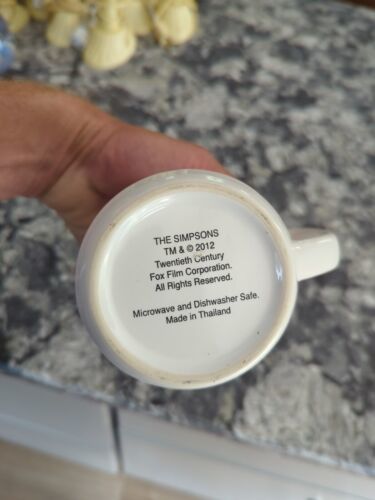 THE SIMPSONS
TM & © 2012
Twentieth Century
Fox Film Corporation.
All Rights Reserved.
Microwave and Dishwasher Safe.
Made in Thailand